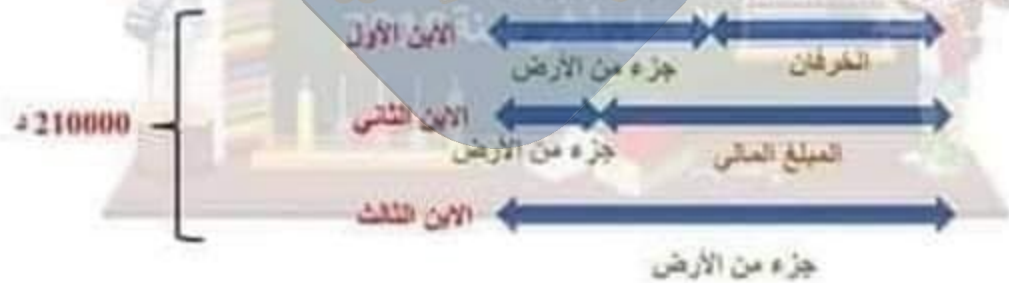 الابن الأول
جزء من الأرض
الخرفان
210000 د
الابن الثاني
جزء من الأرض
المبلغ المالي
الابن الثالث
جزء من الأرض